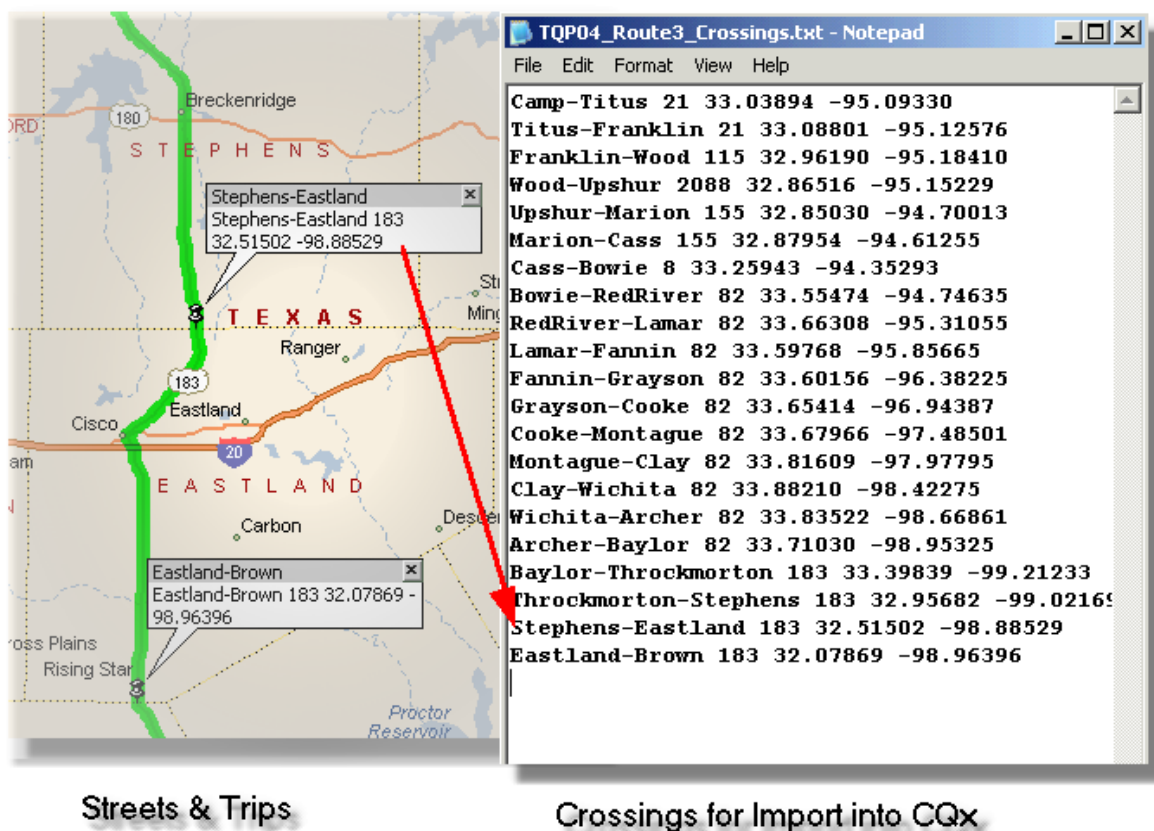 Breckenridge
180
STEPHENS
Stephens-Eastland
Stephens-Eastland 183
32.51502 -98.88529
TEXAS
Ranger
183
Eastland
Cisco
20
EASTLAND
Carbon
Eastland-Brown
Eastland-Brown 183 32.07869 -
98.96396
Rising Star
Proctor
Reservoir
Streets & Trips
TQP04_Route3_Crossings.txt - Notepad
File Edit Format View Help
Camp-Titus 21 33.03894 -95.09330
Titus-Franklin 21 33.08801 -95.12576
Franklin-Wood 115 32.96190 -95.18410
Wood-Upshur 2088 32.86516 -95.15229
Upshur-Marion 155 32.85030 -94.70013
Marion-Cass 155 32.87954 -94.61255
Cass-Bowie 8 33.25943 -94.35293
Bowie-RedRiver 82 33.55474 -94.74635
RedRiver-Lamar 82 33.66308 -95.31055
Lamar-Fannin 82 33.59768 -95.85665
Fannin-Grayson 82 33.60156 -96.38225
Grayson-Cooke 82 33.65414 -96.94387
Cooke-Montague 82 33.67966 -97.48501
Montague-Clay 82 33.81609 -97.97795
Clay-Wichita 82 33.88210 -98.42275
Wichita-Archer 82 33.83522 -98.66861
Archer-Baylor 82 33.71030 -98.95325
Baylor-Throckmorton 183 33.39839 -99.21233
Throckmorton-Stephens 183 32.95682 -99.02169
Stephens-Eastland 183 32.51502 -98.88529
Eastland-Brown 183 32.07869 -98.96396
Crossings for Import into CQx